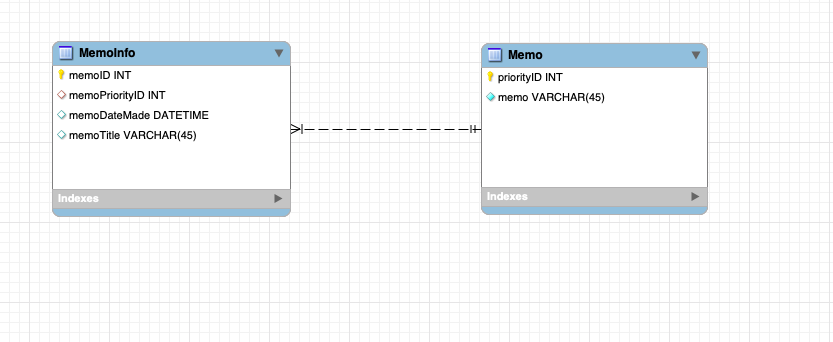 MemoInfo
memoID INT
memoPriorityID INT
memoDateMade DATETIME
memoTitle VARCHAR(45)
Indexes
Memo
priorityID INT
memo VARCHAR(45)
Indexes